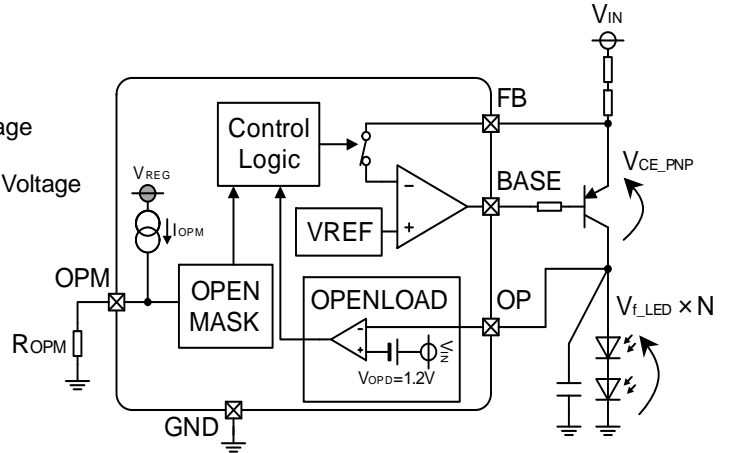 VIN
FB
age
Control
Logic
VCE_PNP
Voltage
VREG
BASE
IOPM
VREF
OPM
OPEN
MASK
OPENLOAD
OP
Vf_LED × N
ROPM
VIN
VOPD=1.2V
GND